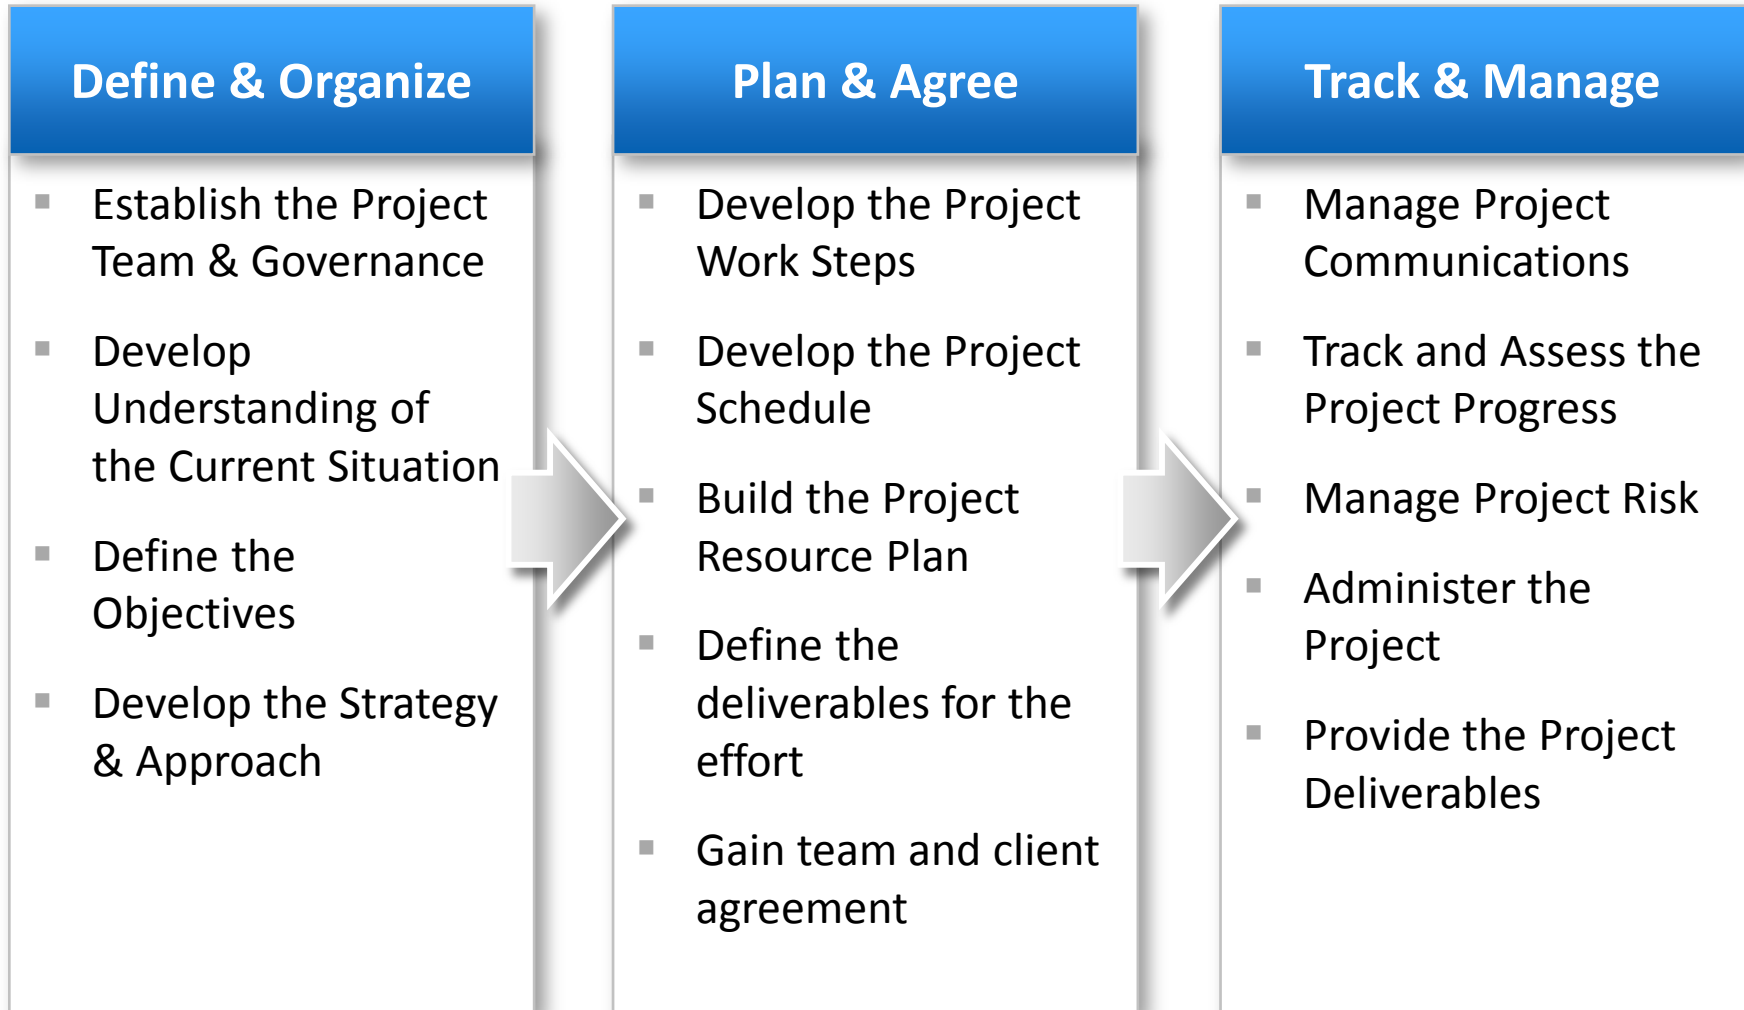 Define & Organize
Establish the Project
Team & Governance
Develop
Understanding of
the Current Situation
Define the
Objectives
Develop the Strategy
& Approach
Plan & Agree
Develop the Project
Work Steps
Develop the Project
Schedule
Build the Project
Resource Plan
Define the
deliverables for the
effort
Gain team and client
agreement
Track & Manage
Manage Project
Communications
Track and Assess the
Project Progress
Manage Project Risk
Administer the
Project
Provide the Project
Deliverables